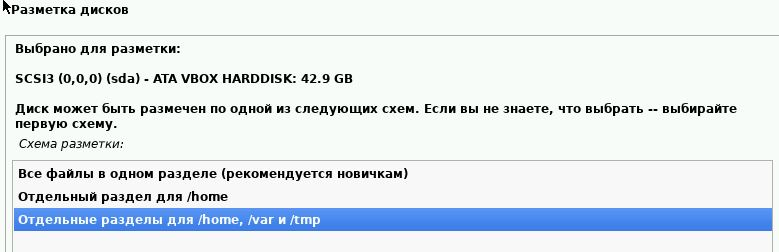 Разметка дисков
Выбрано для разметки:
SCSI3 (0,0,0) (sda) - ATA VBOX HARDDISK: 42.9 GB
Диск может быть размечен по одной из следующих схем. Если вы не знаете, что выбрать -- выбирайте
первую схему.
Схема разметки:
Все файлы в одном разделе (рекомендуется новичкам)
Отдельный раздел для /home
Отдельные разделы для /home, /var и /tmp